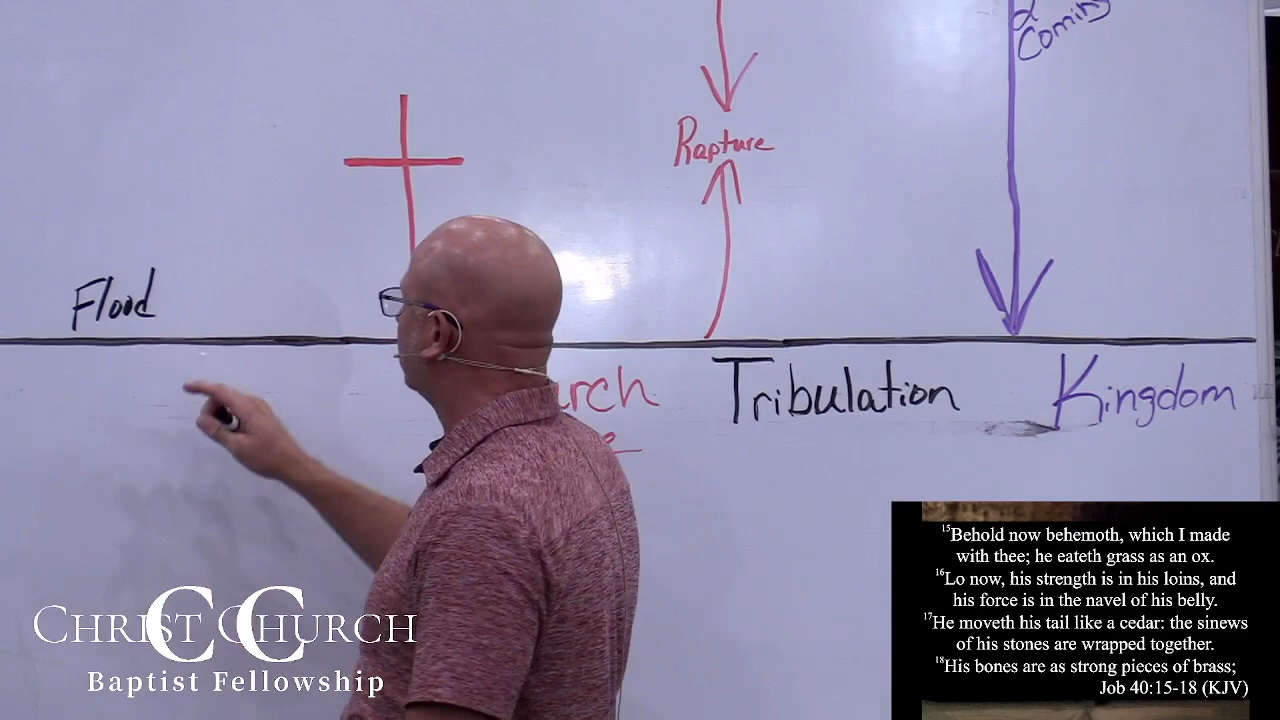 2
Coming
Rapture
Flood
urch
e
Tribulation
Kingdom
CC
CHRIST CHURCH
Baptist Fellowship
15Behold now behemoth, which I made
with thee; he eateth grass as an ox.
16Lo now, his strength is in his loins, and
his force is in the navel of his belly.
17He moveth his tail like a cedar: the sinews
of his stones are wrapped together.
18His bones are as strong pieces of brass;
Job 40:15-18 (KJV)